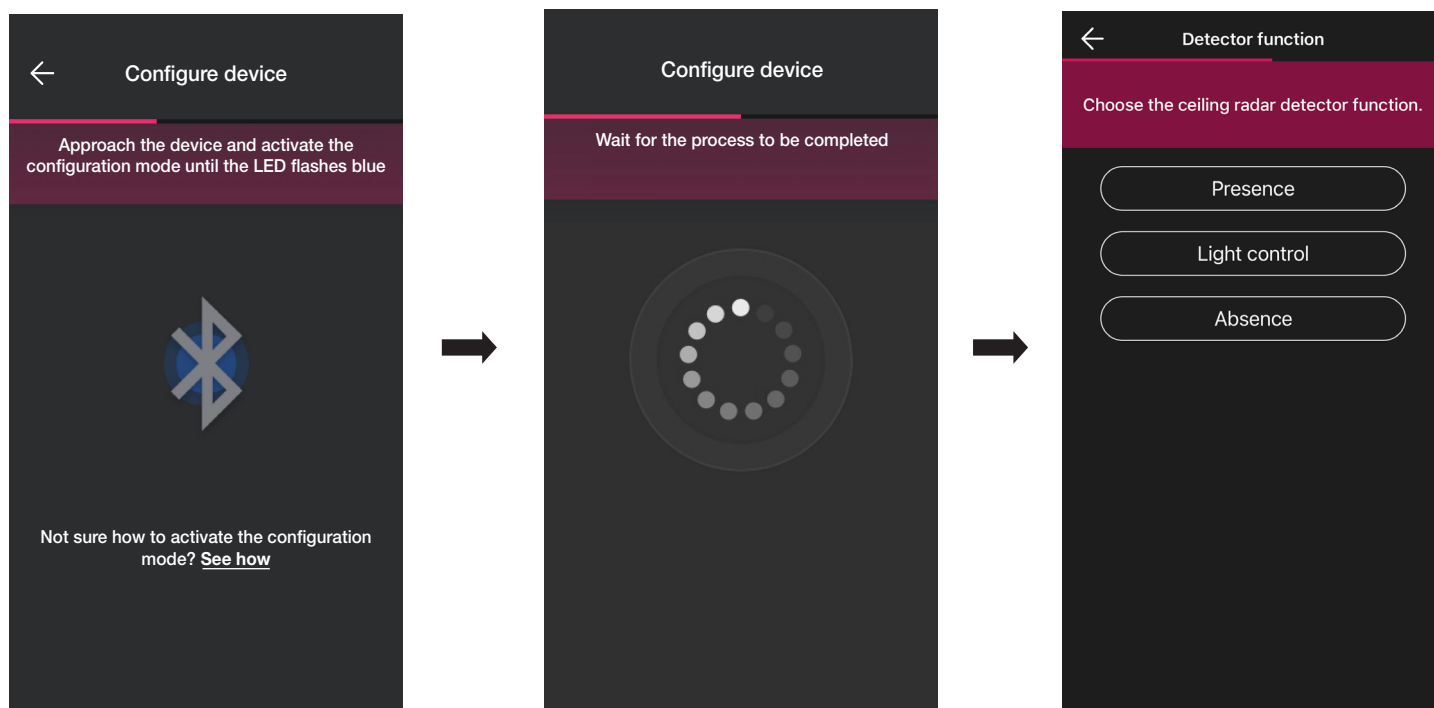 Configure device
Approach the device and activate the
configuration mode until the LED flashes blue
Not sure how to activate the configuration
mode? See how
Configure device
Wait for the process to be completed
Detector function
Choose the ceiling radar detector function.
Presence
Light control
Absence